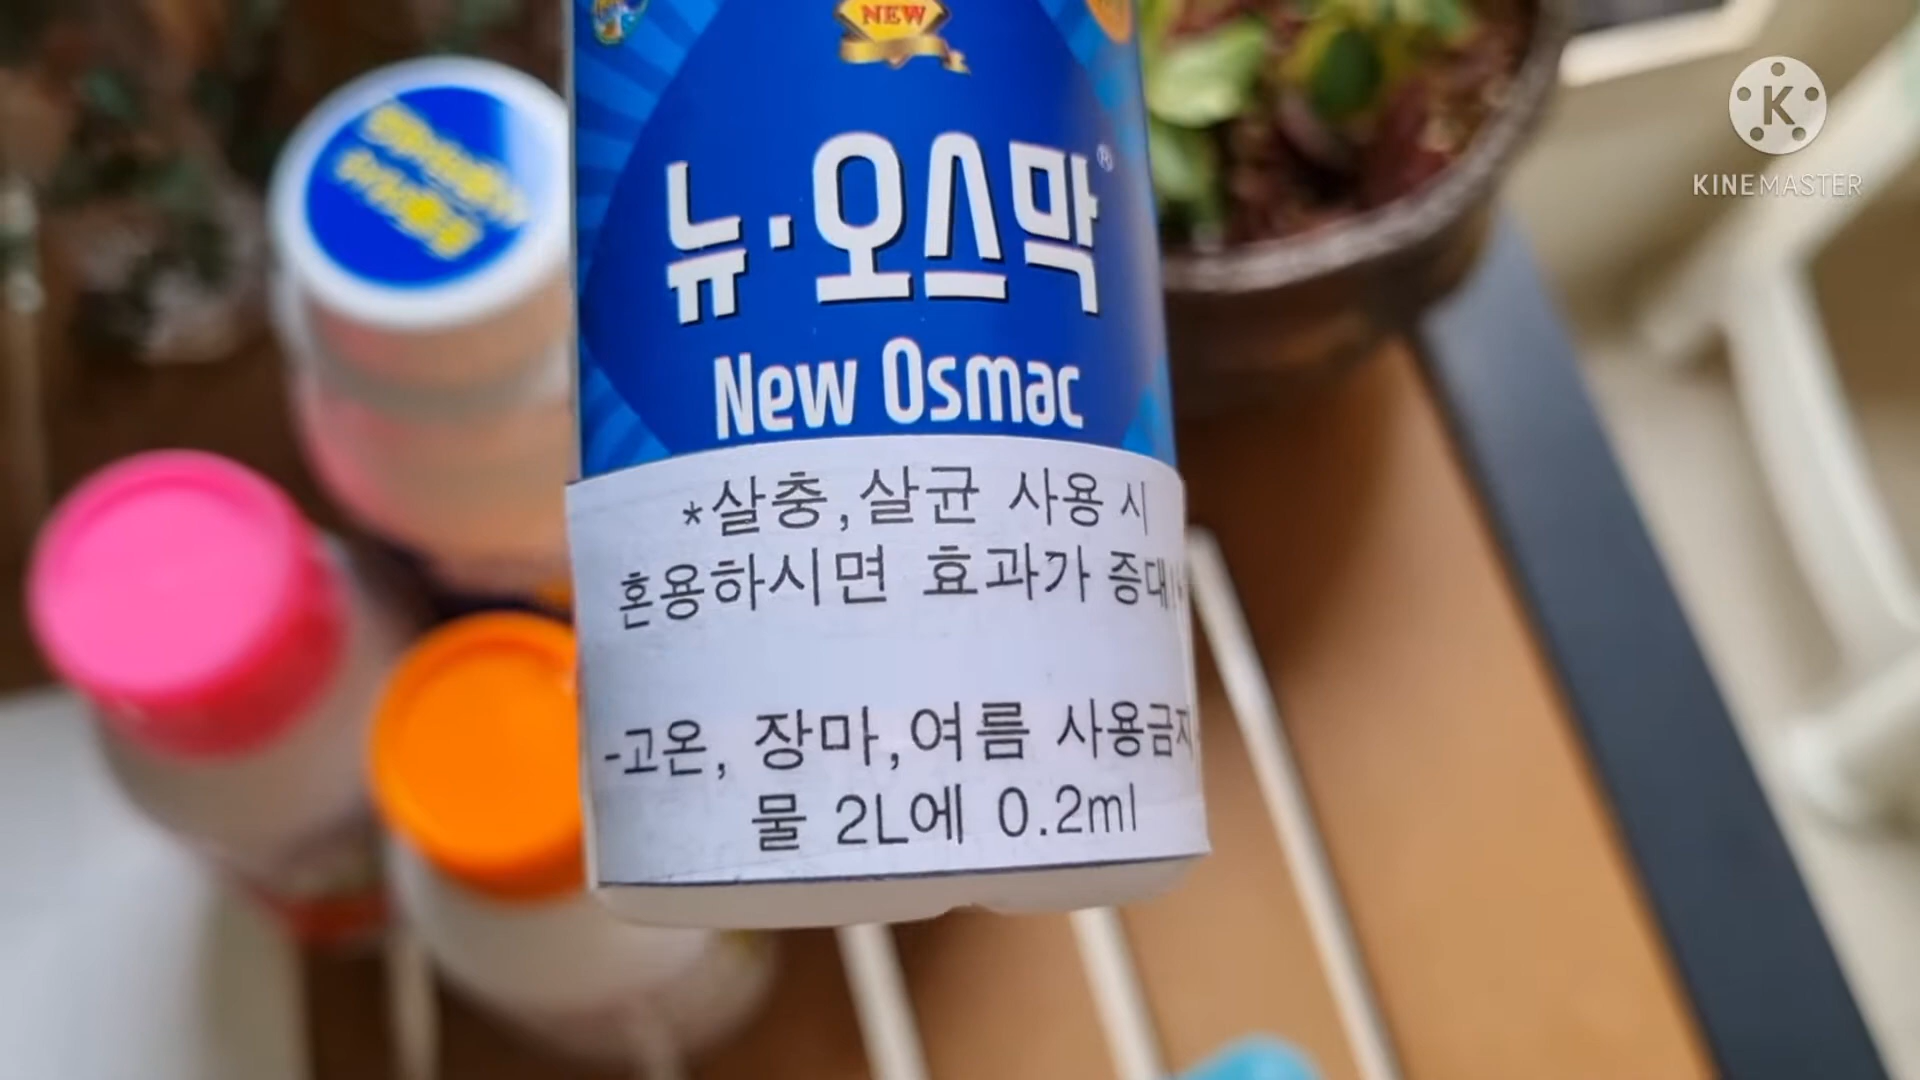 NEW
뉴·오스막®
New Osmac
*살충,살균 사용 시
혼용하시면 효과가 증대
-고온, 장마,여름 사용금지
물 2L에 0.2ml
K
KINEMASTER